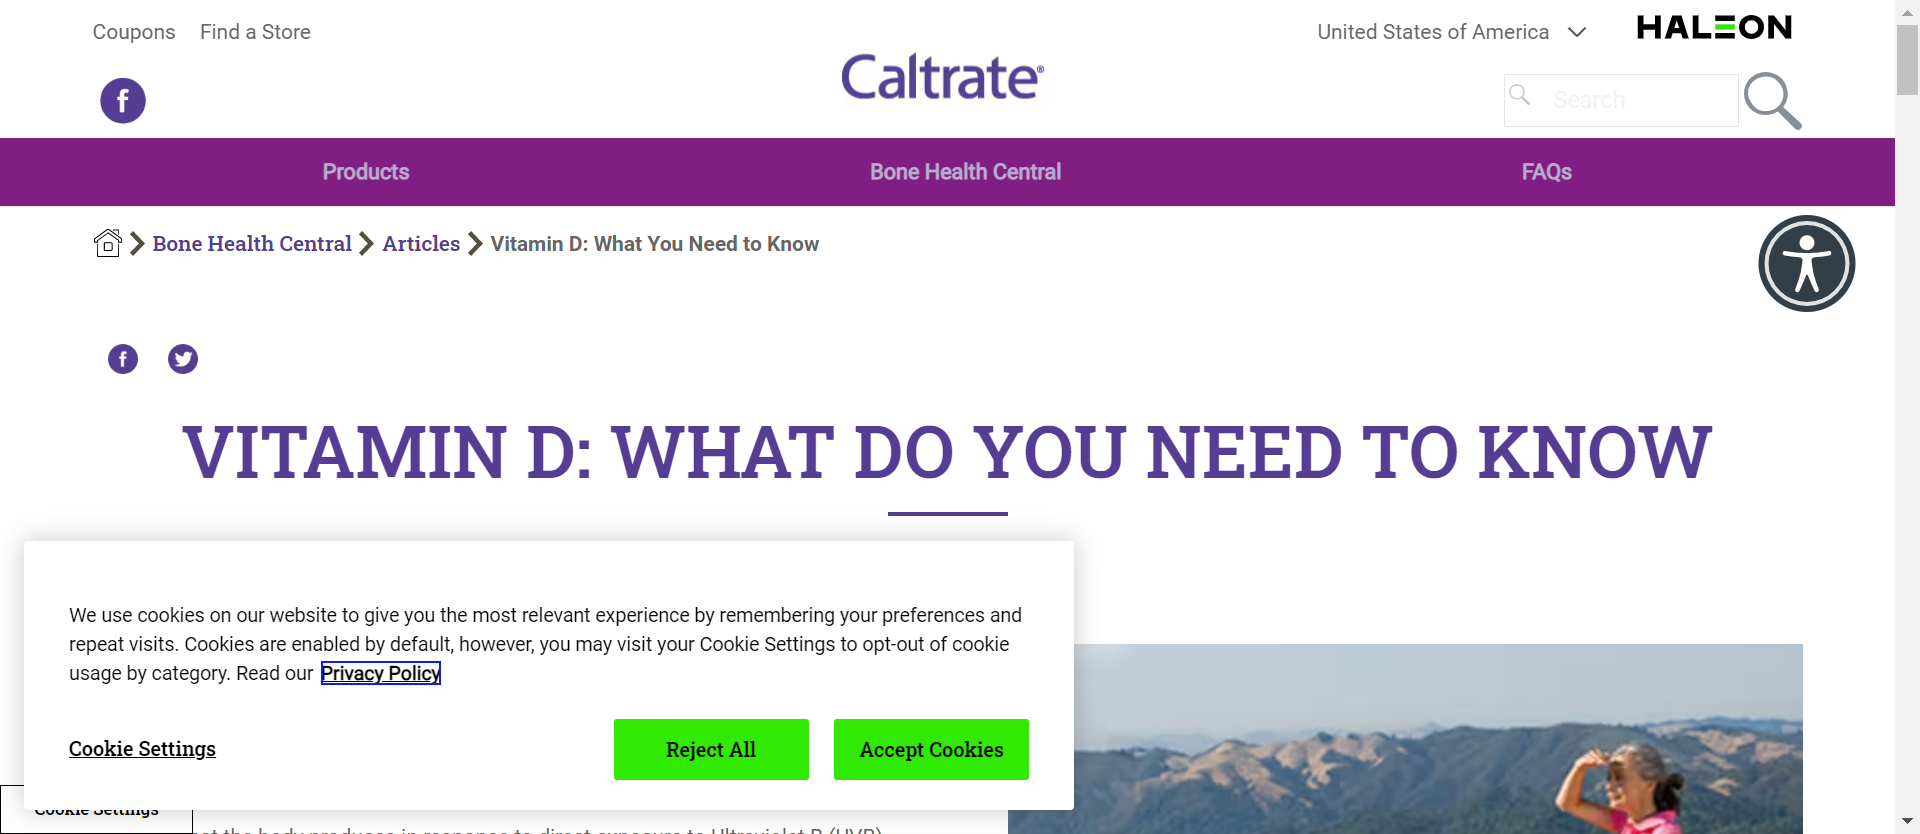 Coupons Find a Store
United States of America
HALEON
Caltrate®
Search
Products Bone Health Central FAQs
Bone Health Central Articles Vitamin D: What You Need to Know
VITAMIN D: WHAT DO YOU NEED TO KNOW
We use cookies on our website to give you the most relevant experience by remembering your preferences and
repeat visits. Cookies are enabled by default, however, you may visit your Cookie Settings to opt-out of cookie
usage by category. Read our Privacy Policy
Cookie Settings Reject All Accept Cookies
Cookie Settings
the body produces in response to direct exposure to Ultraviolet B (UVB)